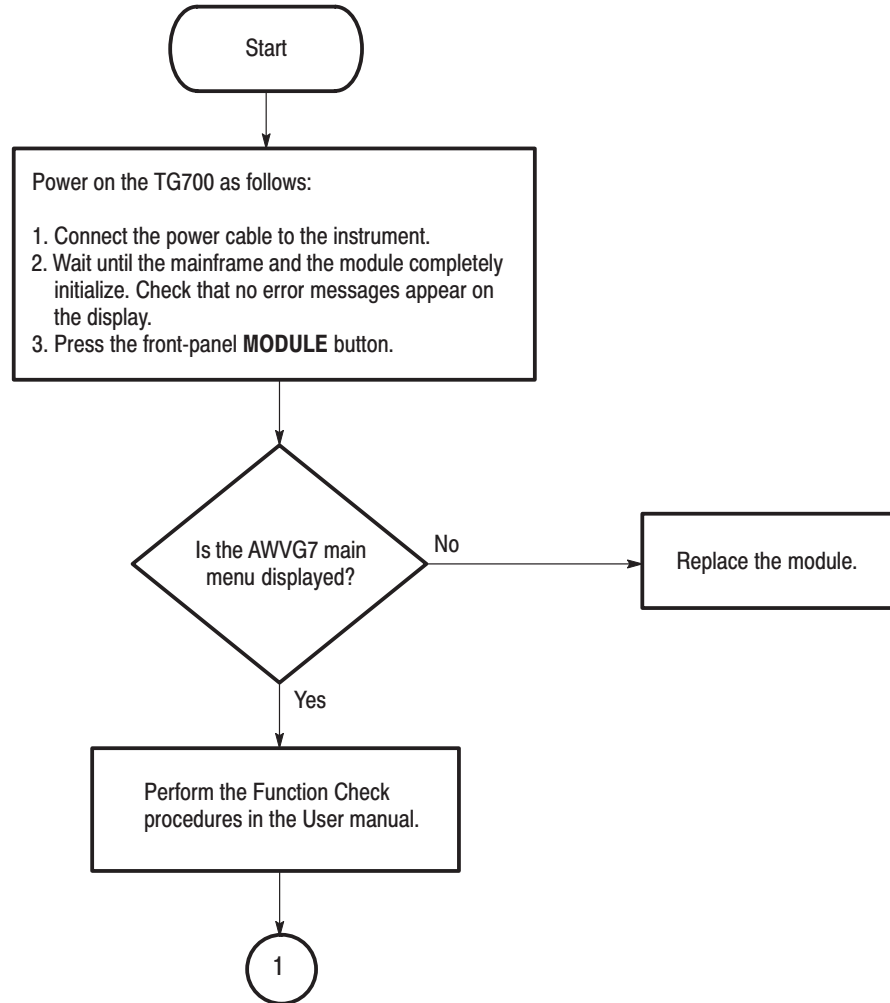 Start
Power on the TG700 as follows:
1. Connect the power cable to the instrument.
2. Wait until the mainframe and the module completely
initialize. Check that no error messages appear on
the display.
3. Press the front-panel MODULE button.
Is the AWVG7 main
menu displayed?
No
Replace the module.
Yes
Perform the Function Check
procedures in the User manual.
1